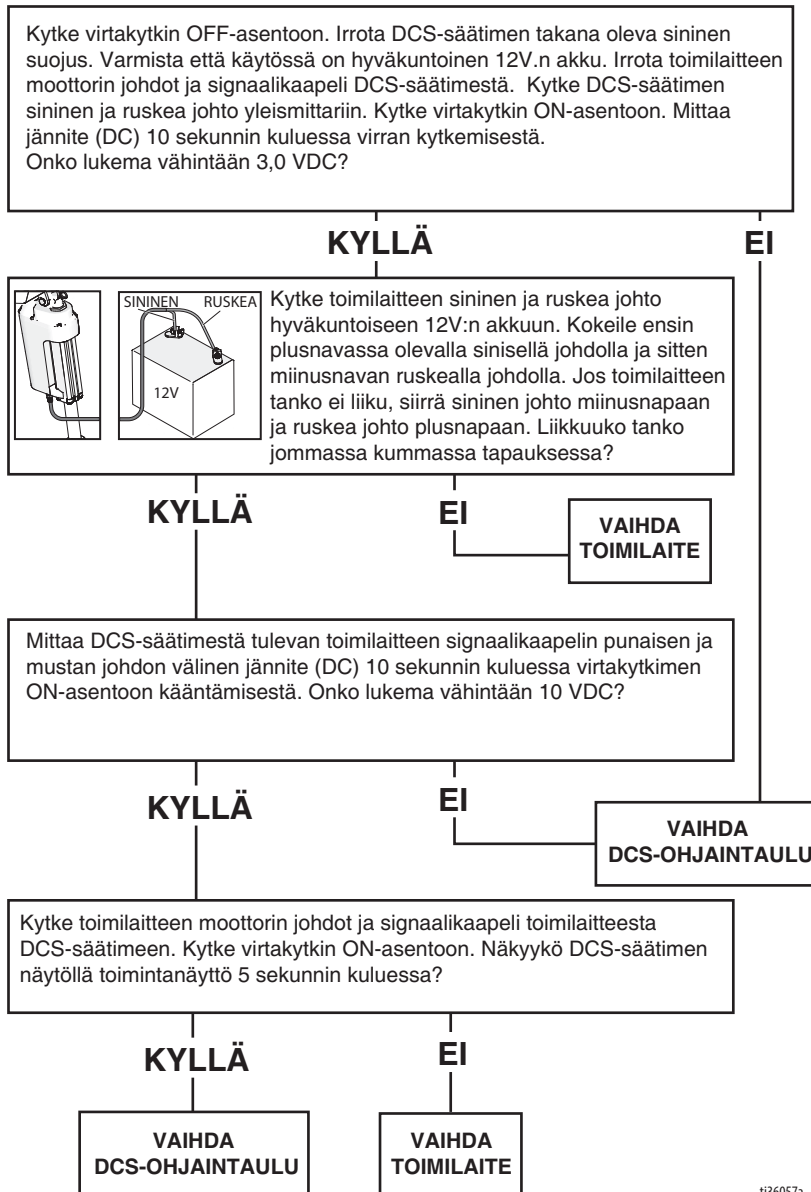 Kytke virtakytkin OFF-asentoon. Irrota DCS-säätimen takana oleva sininen
suojus. Varmista että käytössä on hyväkuntoinen 12V.n akku. Irrota toimilaitteen
moottorin johdot ja signaalikaapeli DCS-säätimestä. Kytke DCS-säätimen
sininen ja ruskea johto yleismittariin. Kytke virtakytkin ON-asentoon. Mittaa
jännite (DC) 10 sekunnin kuluessa virran kytkemisestä.
Onko lukema vähintään 3,0 VDC?
KYLLÄ
EI
SININEN
RUSKEA
12V
Kytke toimilaitteen sininen ja ruskea johto
hyväkuntoiseen 12V:n akkuun. Kokeile ensin
plusnavassa olevalla sinisellä johdolla ja sitten
miinusnavan ruskealla johdolla. Jos toimilaitteen
tanko ei liiku, siirrä sininen johto miinusnapaan
ja ruskea johto plusnapaan. Liikkuuko tanko
jommassa kummassa tapauksessa?
KYLLÄ
EI
VAIHDA
TOIMILAITE
Mittaa DCS-säätimestä tulevan toimilaitteen signaalikaapelin punaisen ja
mustan johdon välinen jännite (DC) 10 sekunnin kuluessa virtakytkimen
ON-asentoon kääntämisestä. Onko lukema vähintään 10 VDC?
KYLLÄ
EI
VAIHDA
DCS-OHJAINTAULU
Kytke toimilaitteen moottorin johdot ja signaalikaapeli toimilaitteesta
DCS-säätimeen. Kytke virtakytkin ON-asentoon. Näkyykö DCS-säätimen
näytöllä toimintanäyttö 5 sekunnin kuluessa?
KYLLÄ
EI
VAIHDA
DCS-OHJAINTAULU
VAIHDA
TOIMILAITE
ti36057a